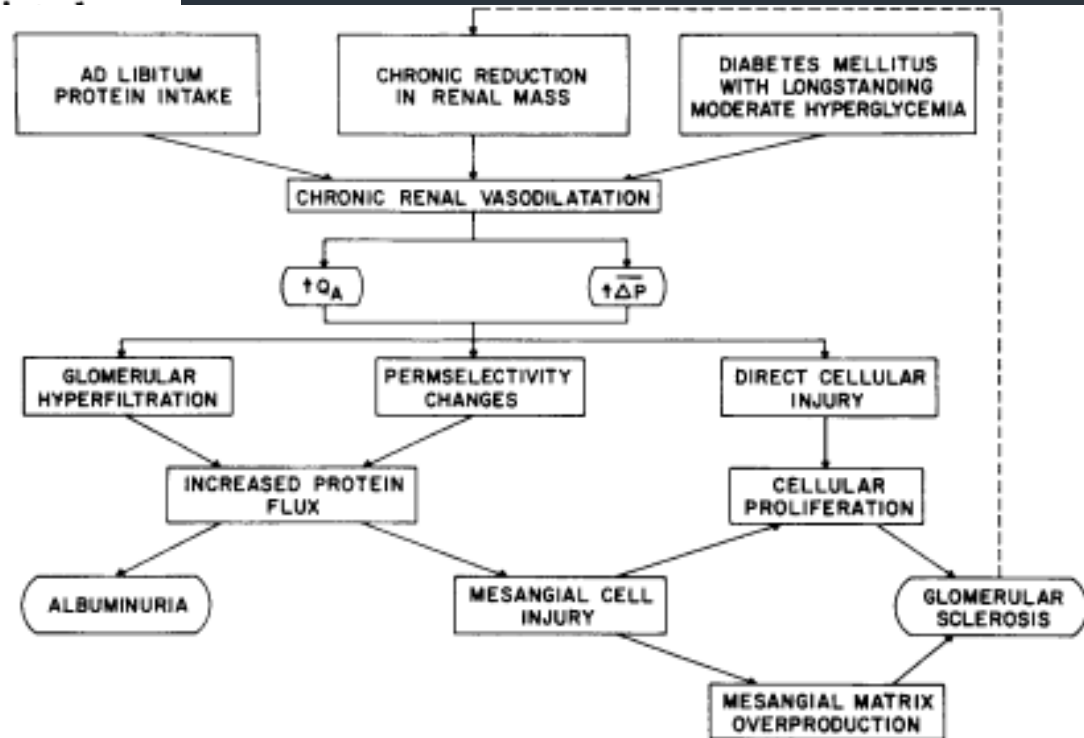 AD LIBITUM
PROTEIN INTAKE
CHRONIC REDUCTION
IN RENAL MASS
DIABETES MELLITUS
WITH LONGSTANDING
MODERATE HYPERGLYCEMIA
CHRONIC RENAL VASODILATATION
↑Q_A
↑\overline{ΔP}
GLOMERULAR
HYPERFILTRATION
PERMSELECTIVITY
CHANGES
DIRECT CELLULAR
INJURY
INCREASED PROTEIN
FLUX
CELLULAR
PROLIFERATION
ALBUMINURIA
MESANGIAL CELL
INJURY
GLOMERULAR
SCLEROSIS
MESANGIAL MATRIX
OVERPRODUCTION